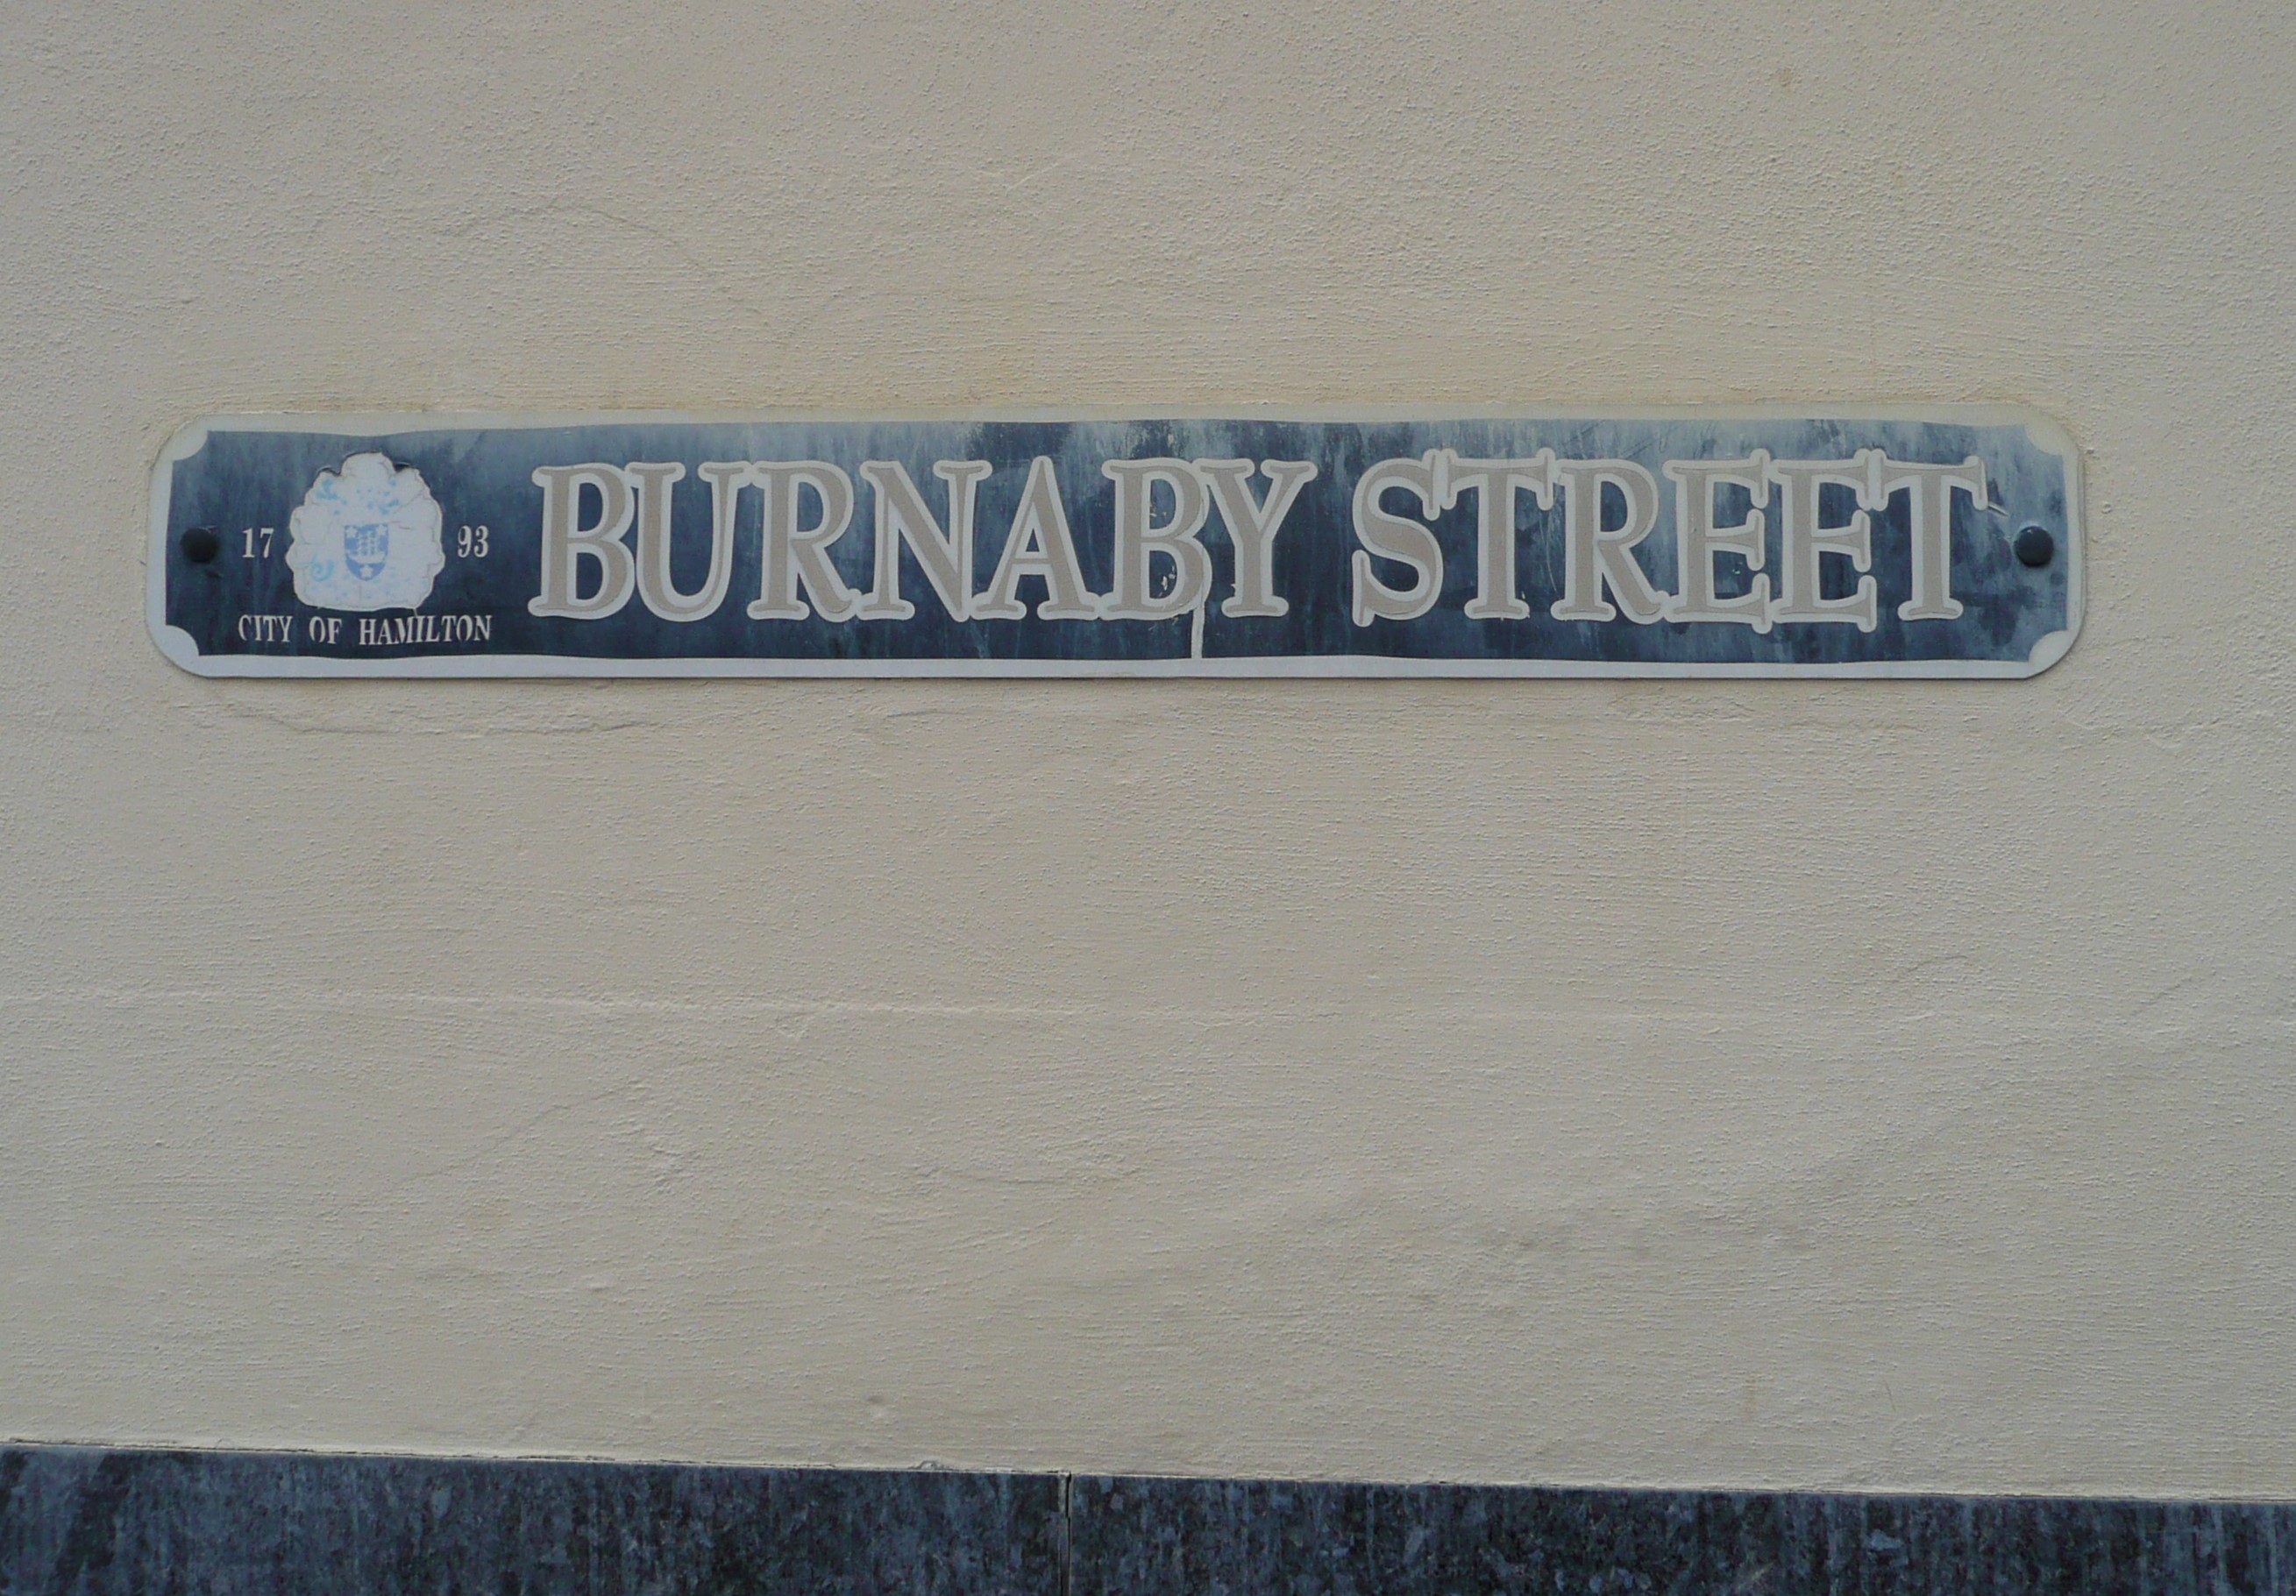 17 93
CITY OF HAMILTON
BURNABY STREET